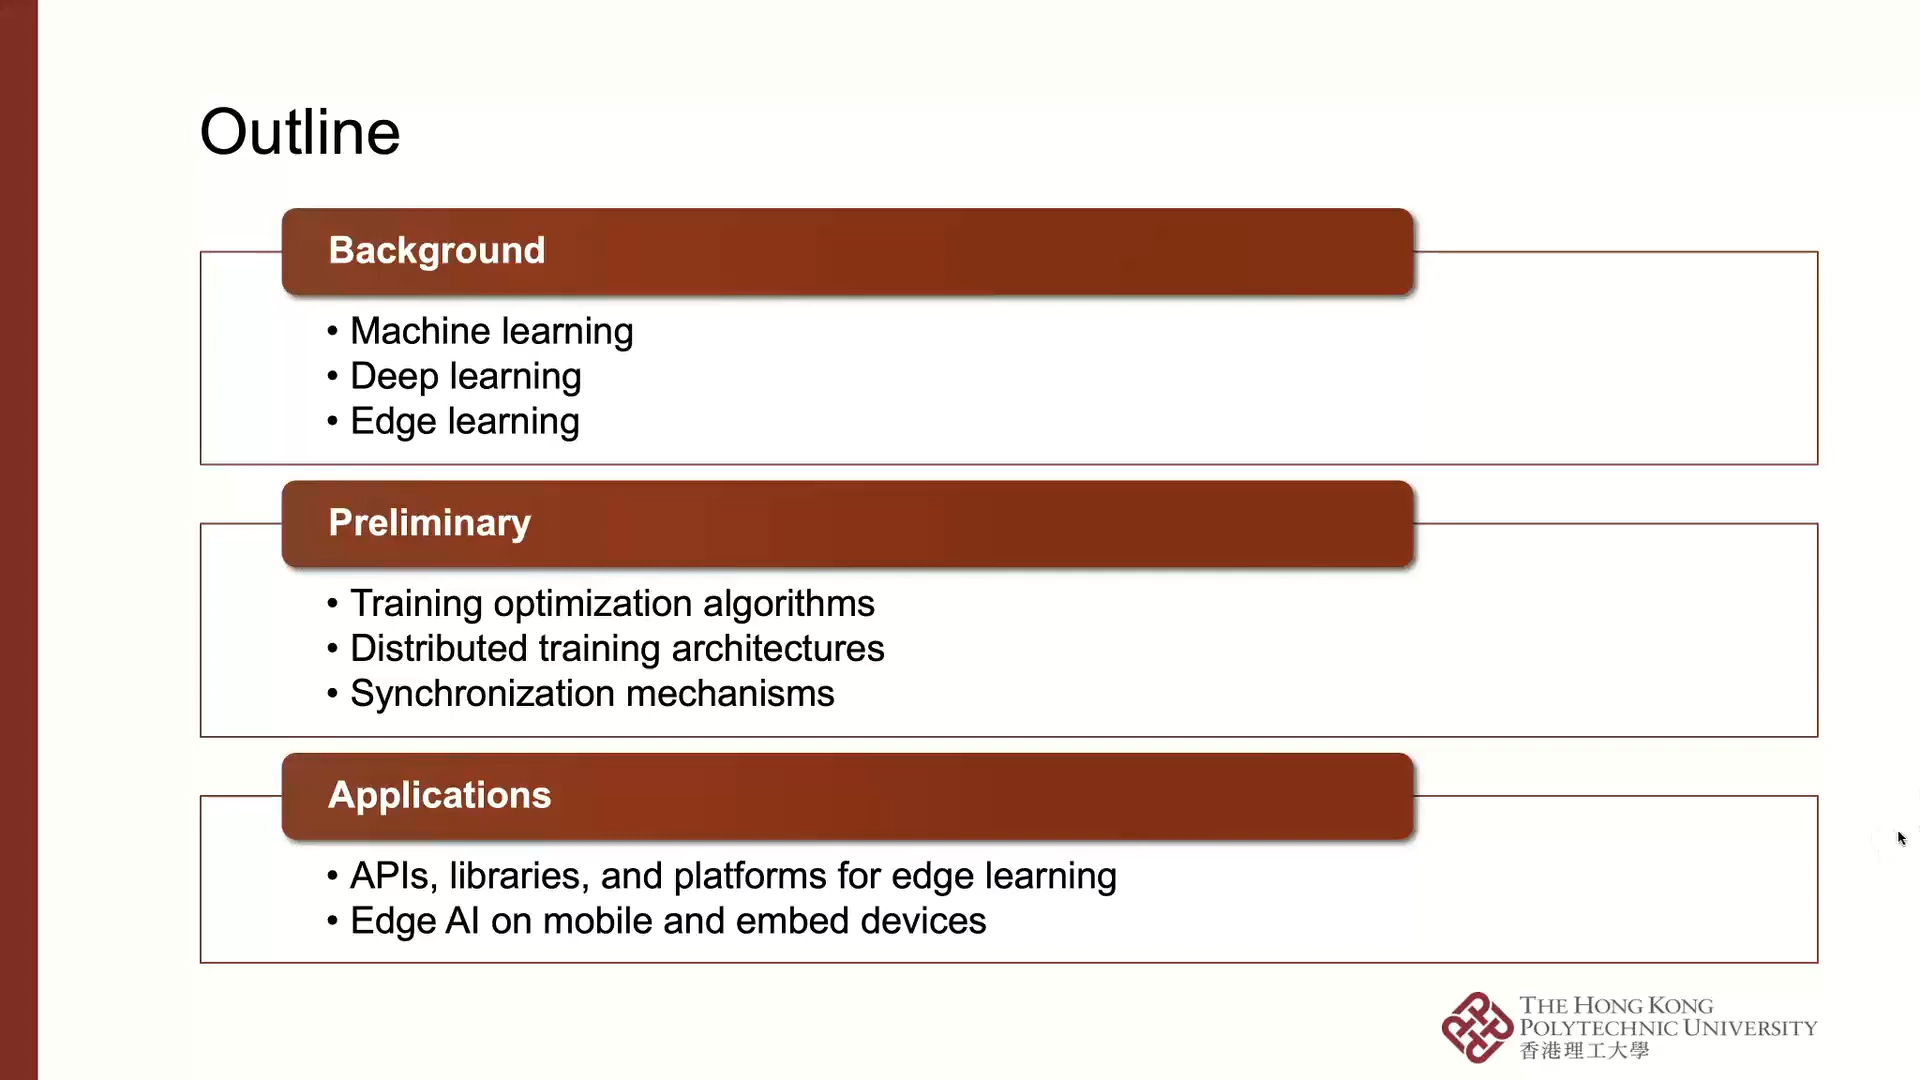 Outline
Background
• Machine learning
• Deep learning
• Edge learning
Preliminary
• Training optimization algorithms
• Distributed training architectures
• Synchronization mechanisms
Applications
• APIs, libraries, and platforms for edge learning
• Edge AI on mobile and embed devices
THE HONG KONG
POLYTECHNIC UNIVERSITY
香港理工大學